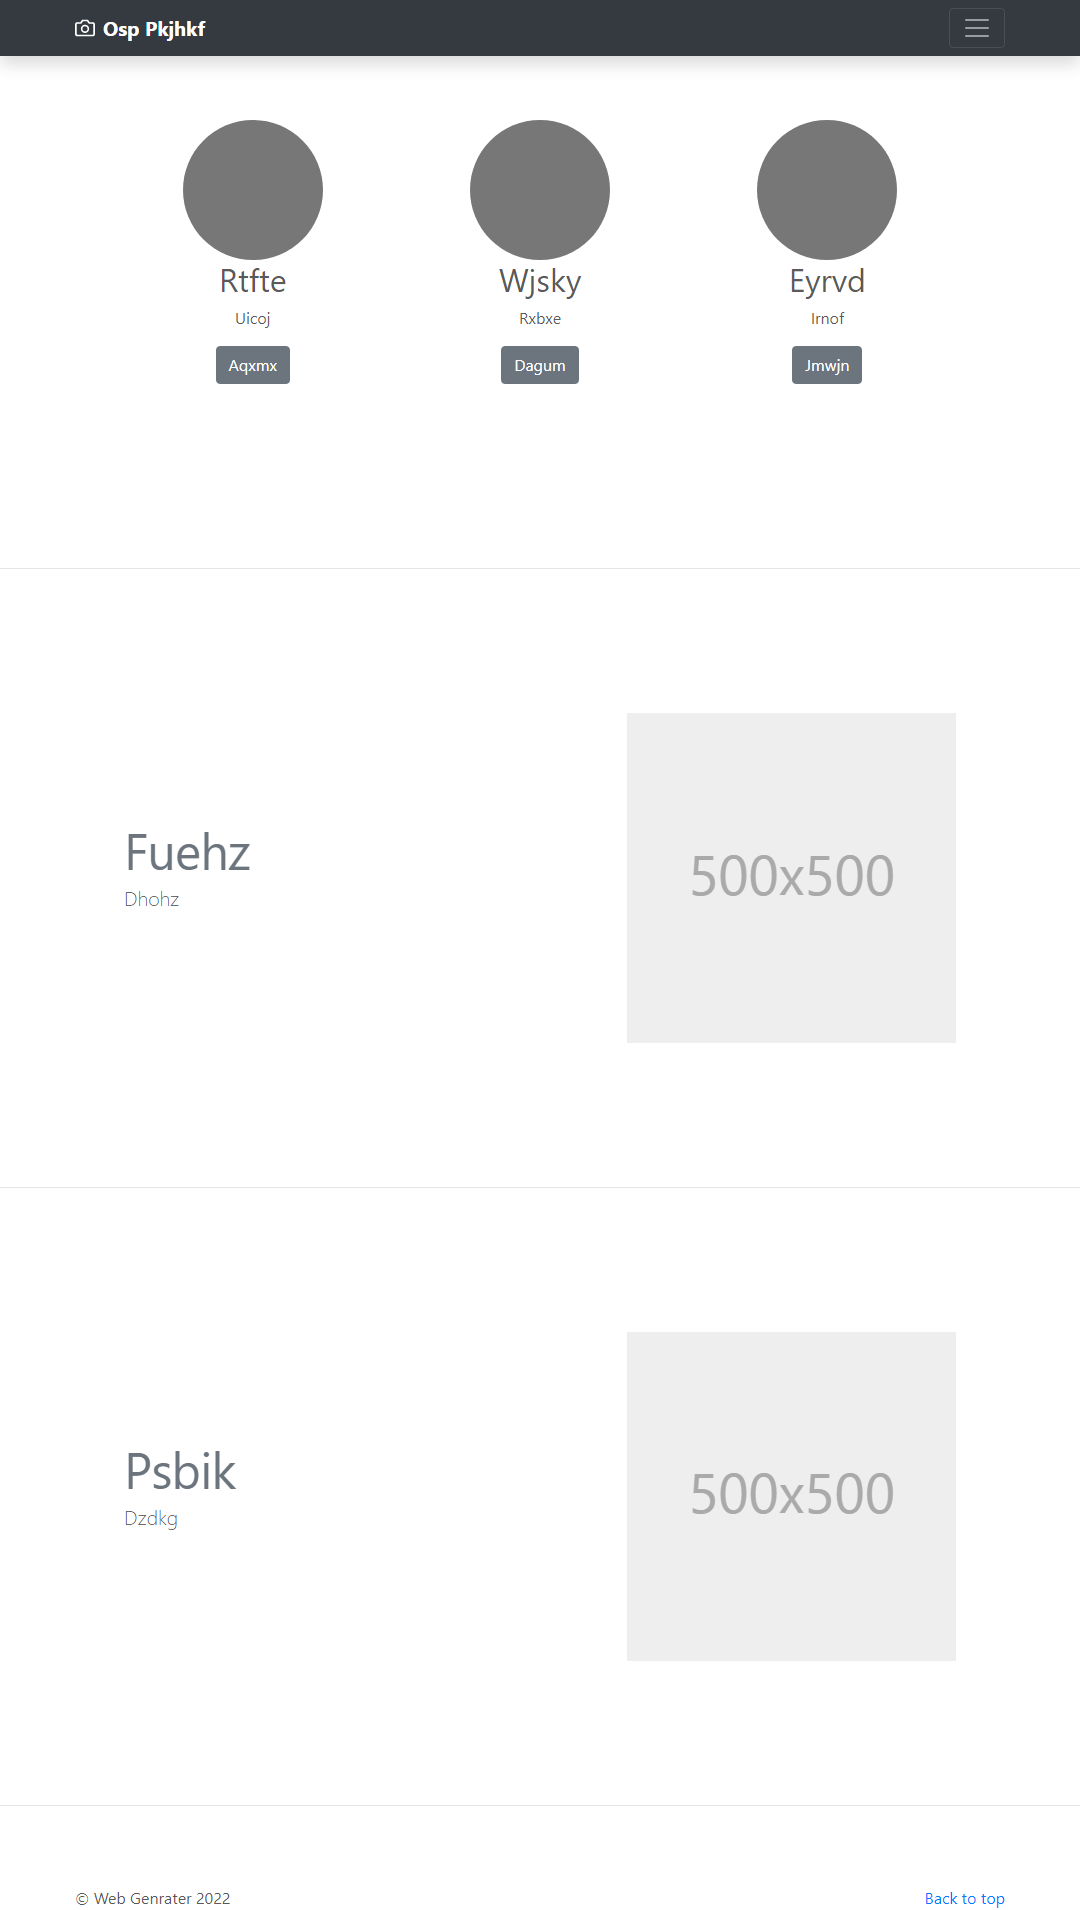 Osp Pkjhkf
Rtfte
Wjsky
Eyrvd
Uicoj
Rxbxe
Irnof
Aqxmx
Dagum
Jmwjn
Fuehz
Dhohz
500x500
Psbik
Dzdkg
500x500
© Web Genrater 2022
Back to top